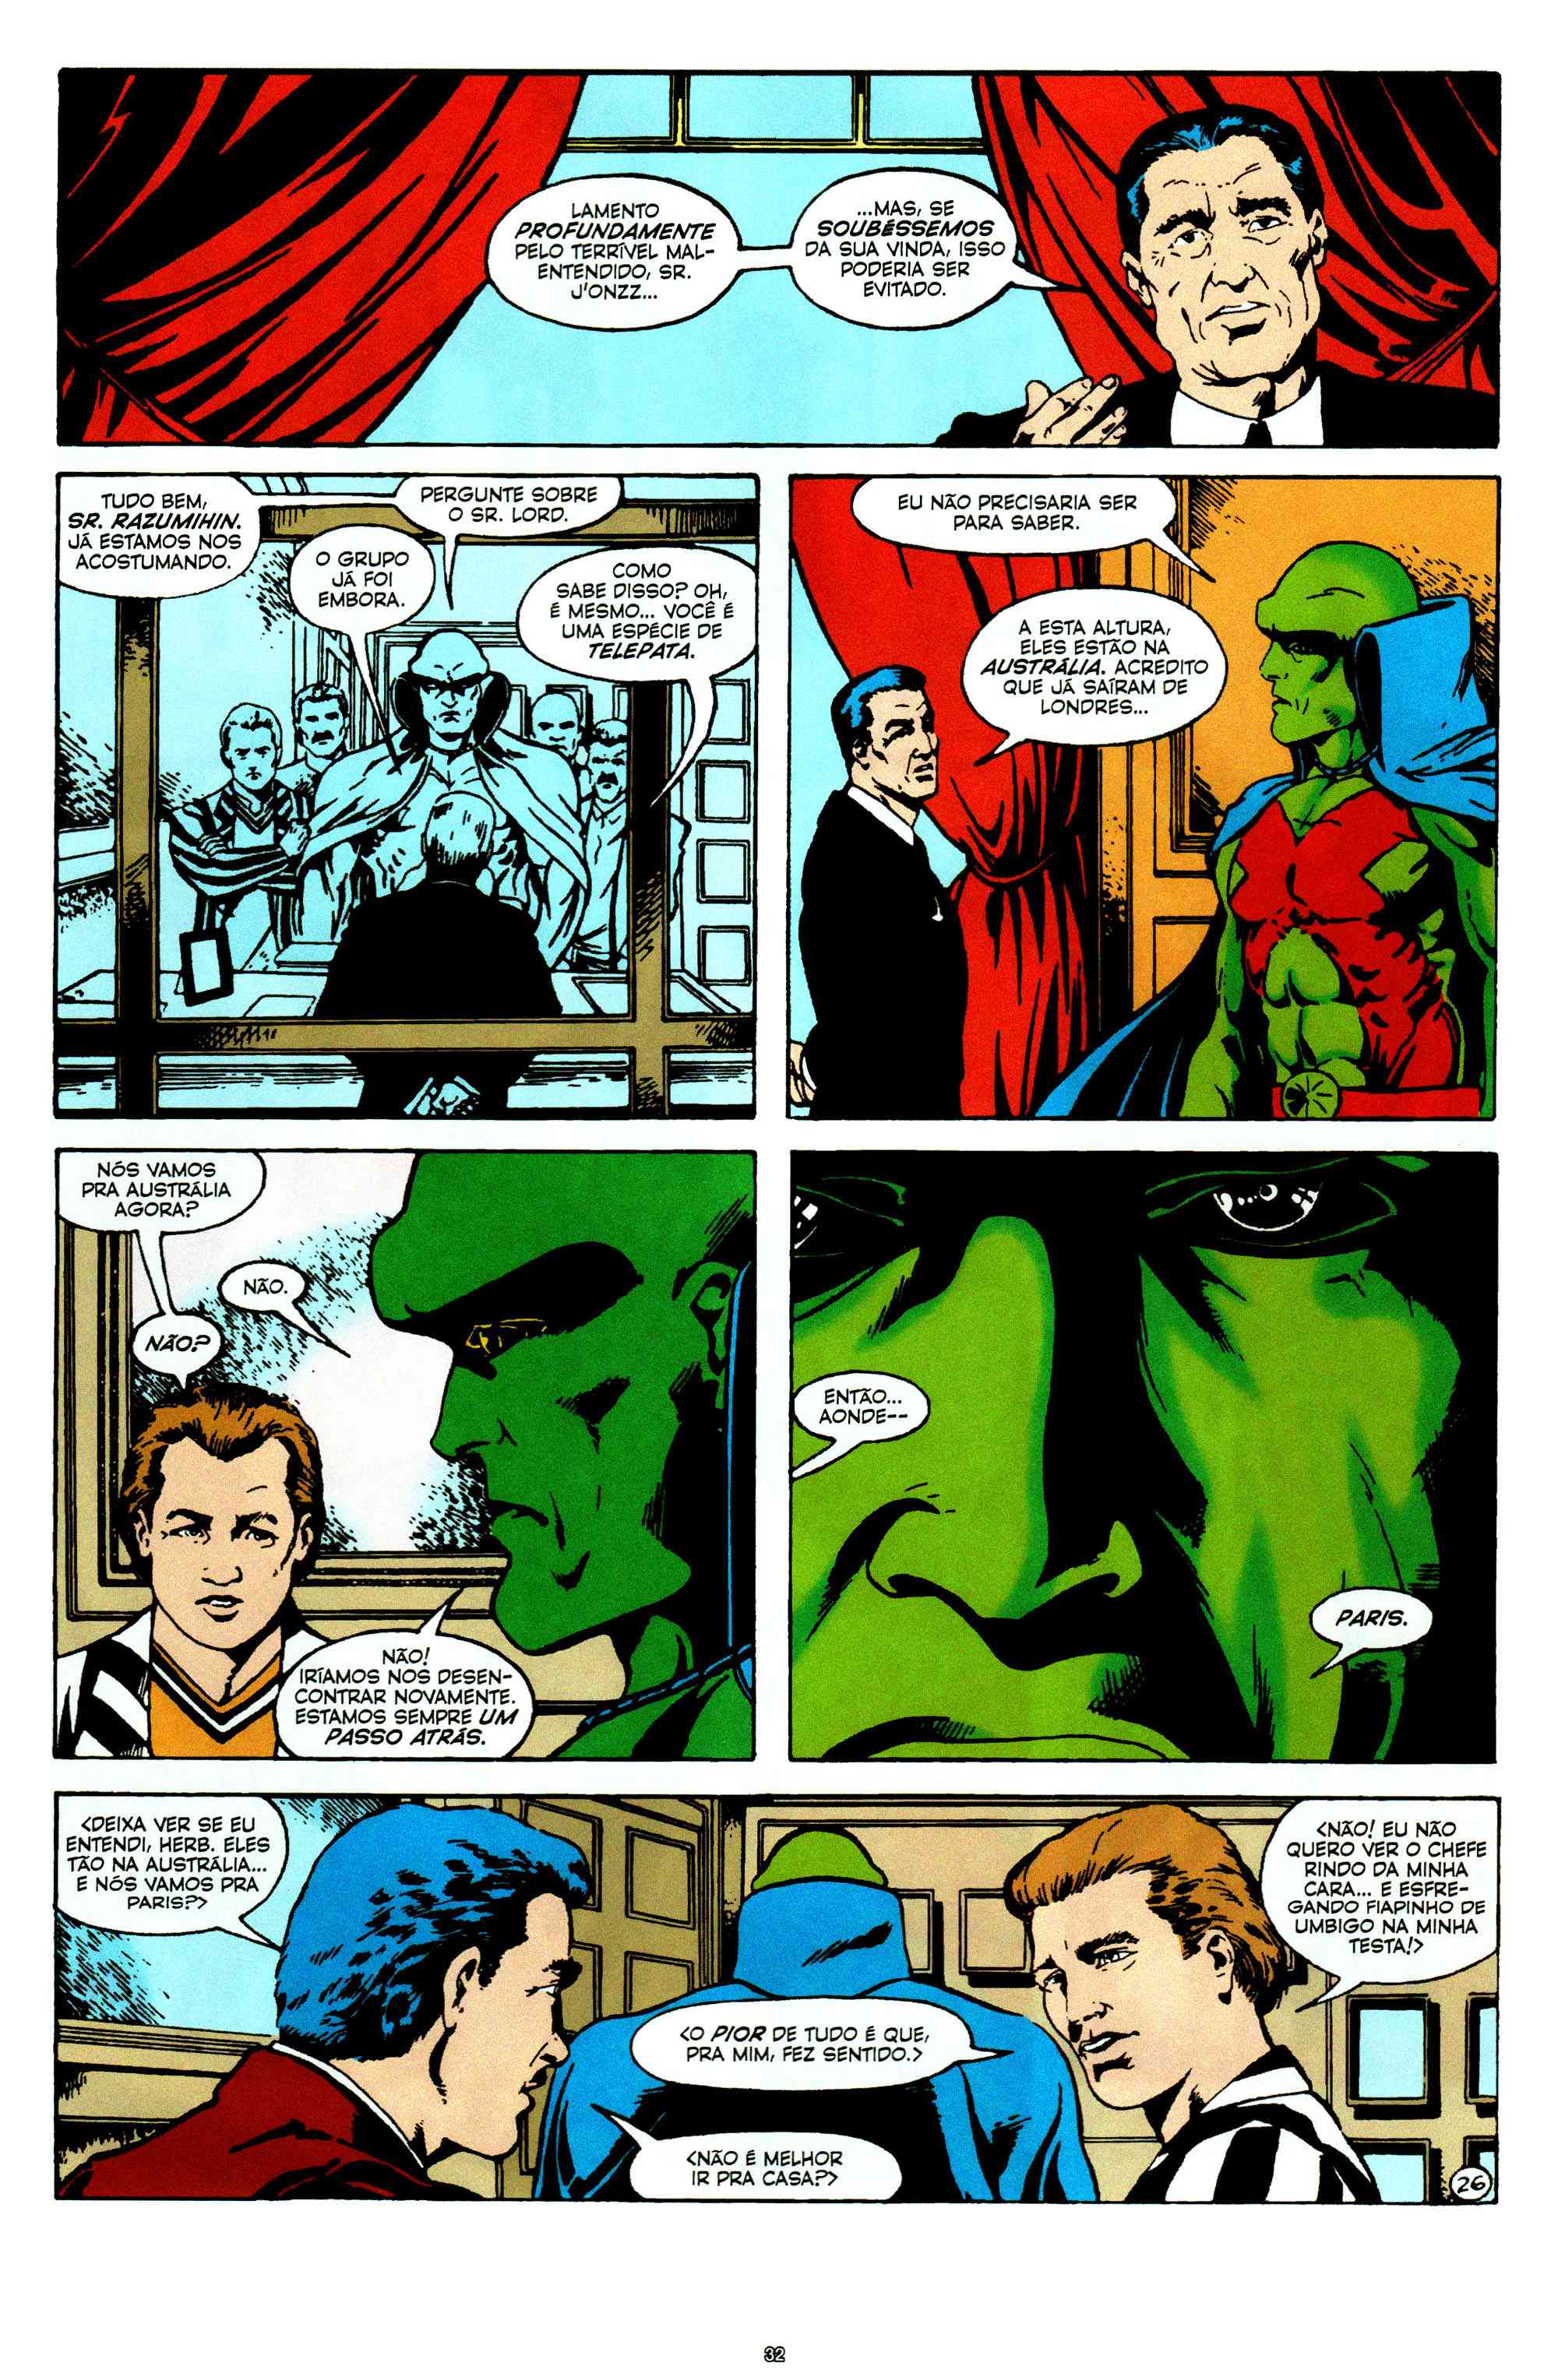 LAMENTO
PROFUNDAMENTE
PELO TERRÍVEL MAL-
ENTENDIDO, SR.
J'ONZZ...
...MAS, SE
SOUBÉSSEMOS
DA SUA VINDA, ISSO
PODERIA SER
EVITADO.
TUDO BEM,
SR. RAZUMIHIN.
JÁ ESTAMOS NOS
ACOSTUMANDO.
PERGUNTE SOBRE
O SR. LORD.
O GRUPO
JÁ FOI
EMBORA.
COMO
SABE DISSO? OH,
É MESMO... VOCÊ É
UMA ESPÉCIE DE
TELEPATA.
EU NÃO PRECISARIA SER
PARA SABER.
A ESTA ALTURA,
ELES ESTÃO NA
AUSTRÁLIA. ACREDITO
QUE JÁ SAÍRAM DE
LONDRES...
NÓS VAMOS
PRA AUSTRÁLIA
AGORA?
NÃO.
NÃO?
NÃO!
IRÍAMOS NOS DESEN-
CONTRAR NOVAMENTE.
ESTAMOS SEMPRE UM
PASSO ATRÁS.
ENTÃO...
AONDE--
PARIS.
<DEIXA VER SE EU
ENTENDI, HERB. ELES
TÃO NA AUSTRÁLIA...
E NÓS VAMOS PRA
PARIS?>
<O PIOR DE TUDO É QUE,
PRA MIM, FEZ SENTIDO.>
<NÃO É MELHOR
IR PRA CASA?>
<NÃO! EU NÃO
QUERO VER O CHEFE
RINDO DA MINHA
CARA... E ESFRE-
GANDO FIAPINHO DE
UMBIGO NA MINHA
TESTA!>
26
32